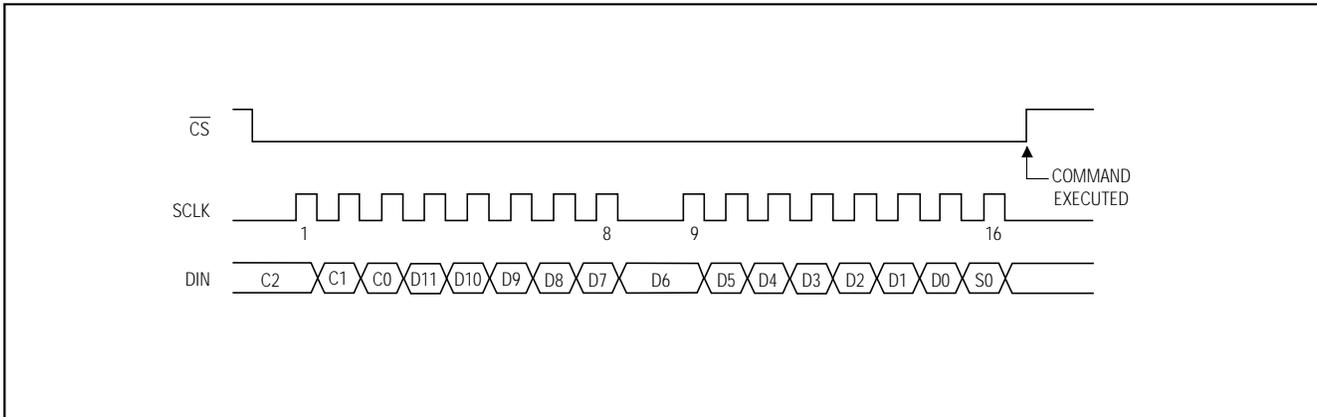 CS
COMMAND
EXECUTED
SCLK
1 8 9 16
DIN C2 C1 C0 D11 D10 D9 D8 D7 D6 D5 D4 D3 D2 D1 D0 S0